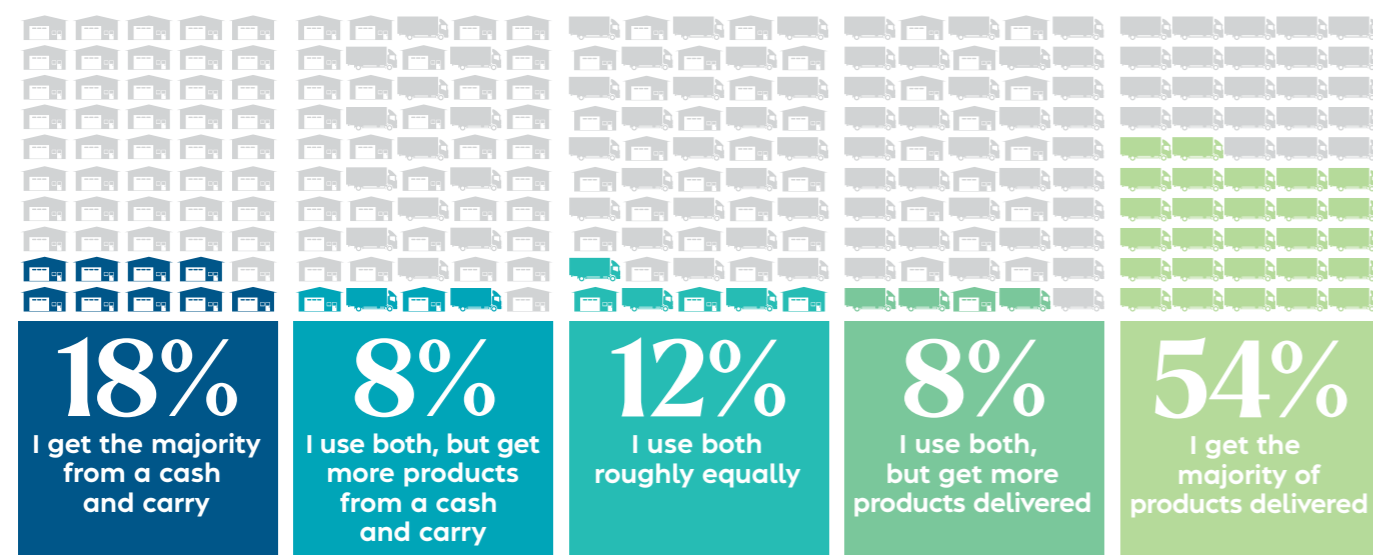 18%
I get the majority
from a cash
and carry
8%
I use both, but get
more products
from a cash
and carry
12%
I use both
roughly equally
8%
I use both,
but get more
products delivered
54%
I get the
majority of
products delivered